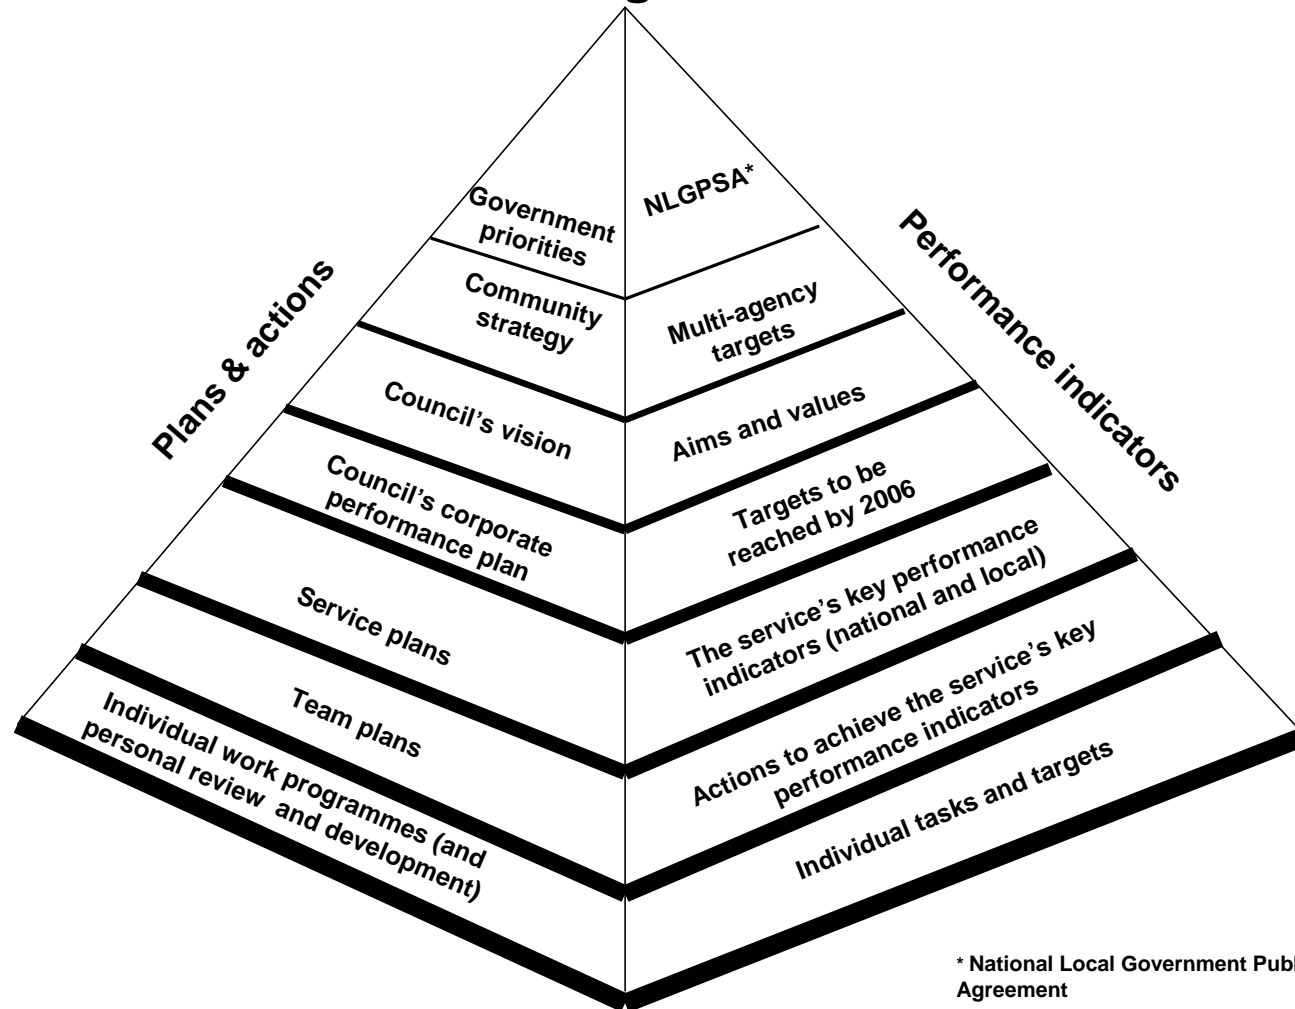 Government
priorities
NLGPSA*
Community
strategy
Multi-agency
targets
Council's vision
Aims and values
Council's corporate
performance plan
Targets to be
reached by 2006
Service plans
The service's key performance
indicators (national and local)
Team plans
Actions to achieve the service's key
performance indicators
Individual work programmes (and
personal review and development)
Individual tasks and targets
Plans & actions
Performance indicators
* National Local Government
Agreement